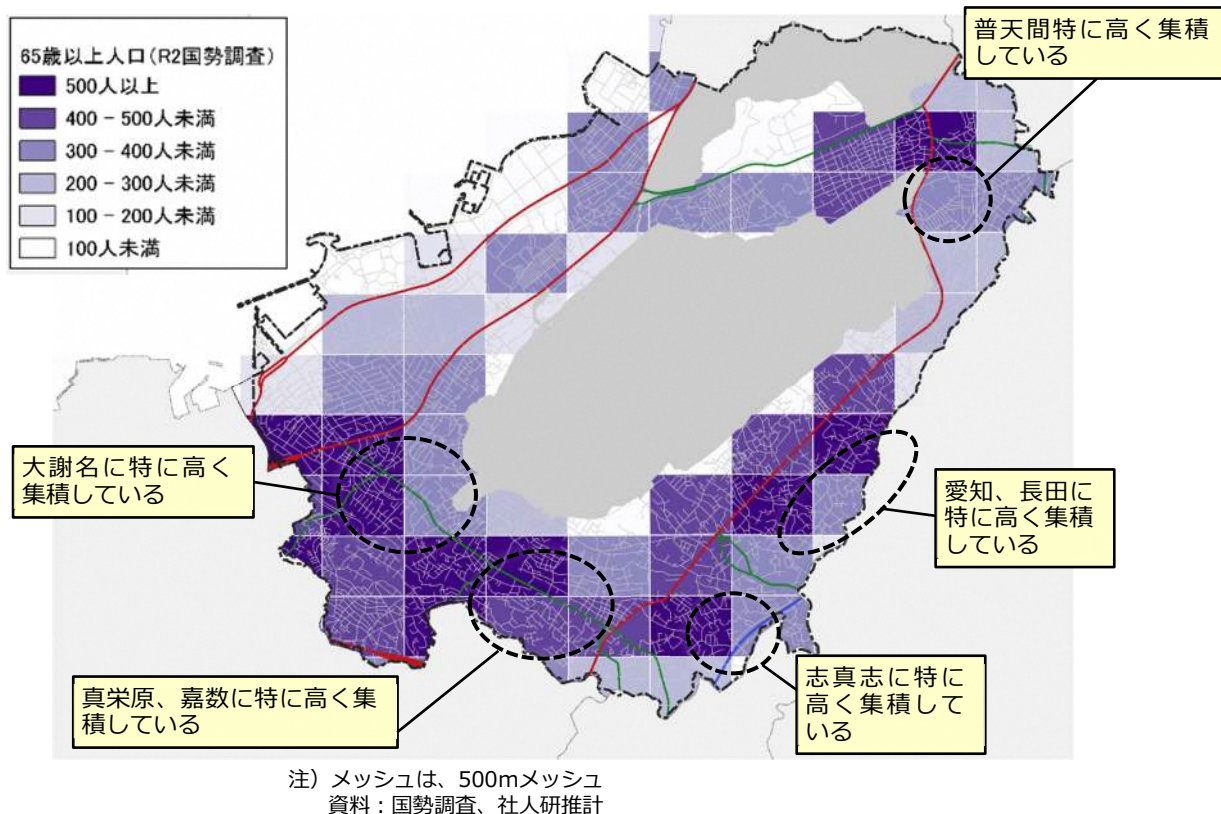 65歳以上人口(R2国勢調査)
500人以上
400－500人未満
300－400人未満
200－300人未満
100－200人未満
100人未満
普天間特に高く集積
している
大謝名に特に高く
集積している
愛知、長田に
特に高く集積
している
真栄原、嘉数に特に高く集
積している
志真志に特に
高く集積して
いる
注）メッシュは、500mメッシュ
資料：国勢調査、社人研推計